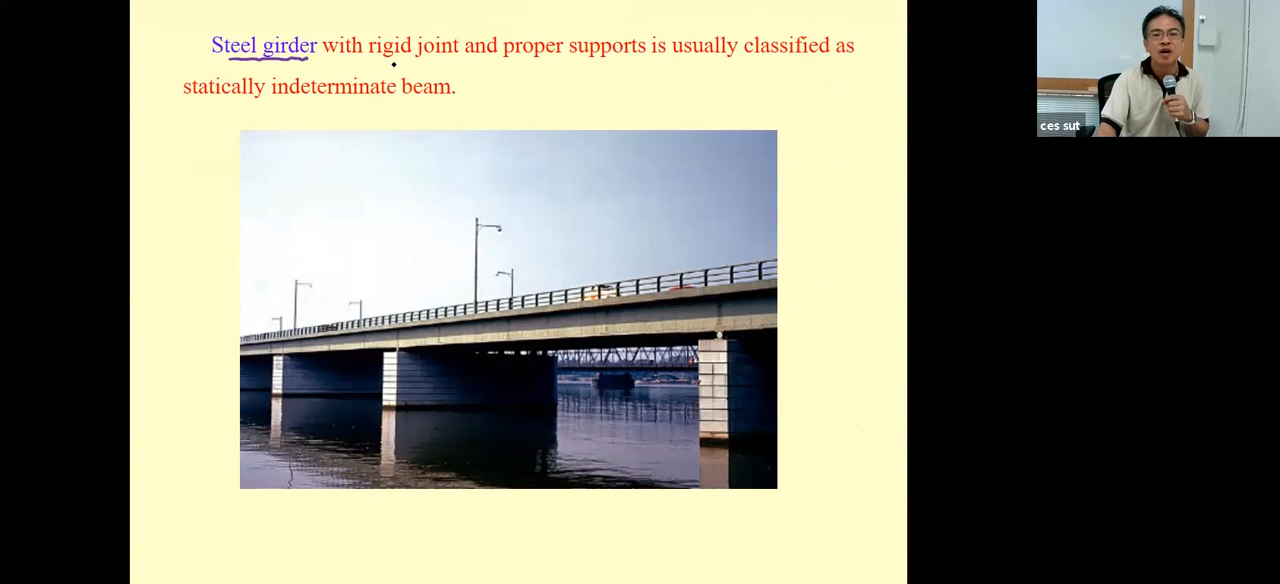 Steel girder with rigid joint and proper supports is usually classified as
statically indeterminate beam.
ces sut